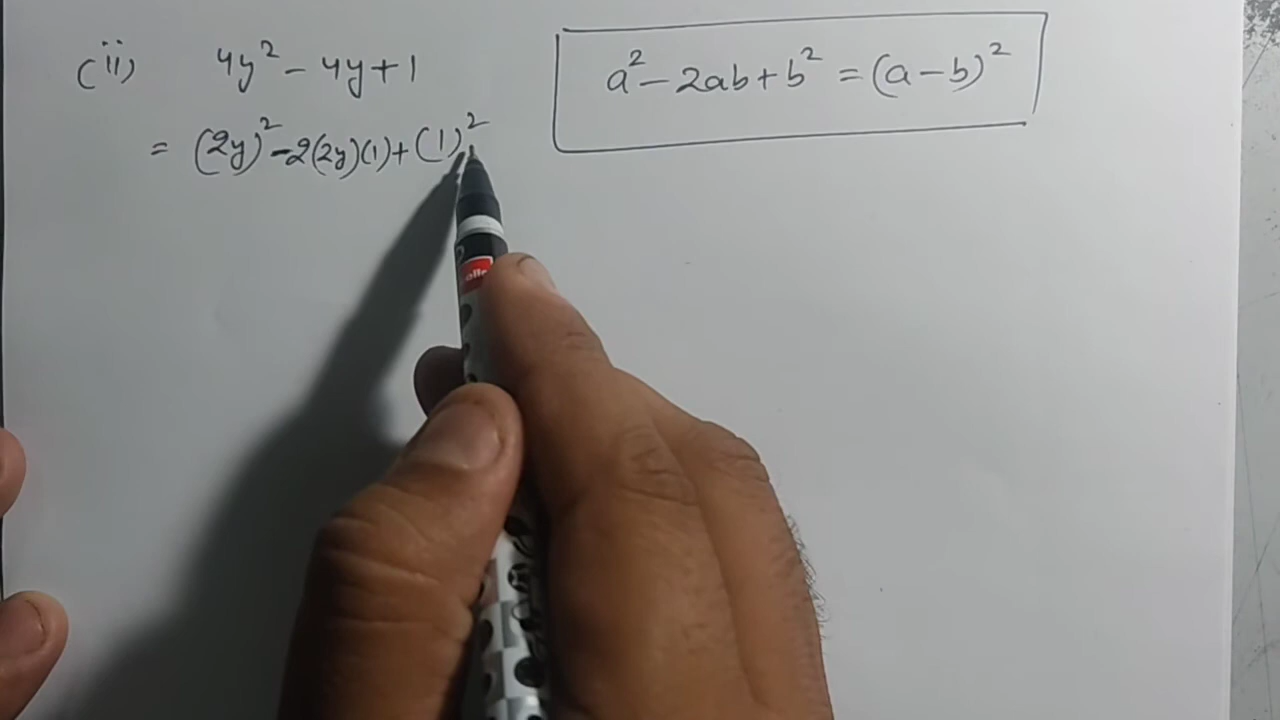 (ii) 4y² - 4y + 1
a² - 2ab + b² = (a - b)²
= (2y)² - 2(2y)(1) + (1)²